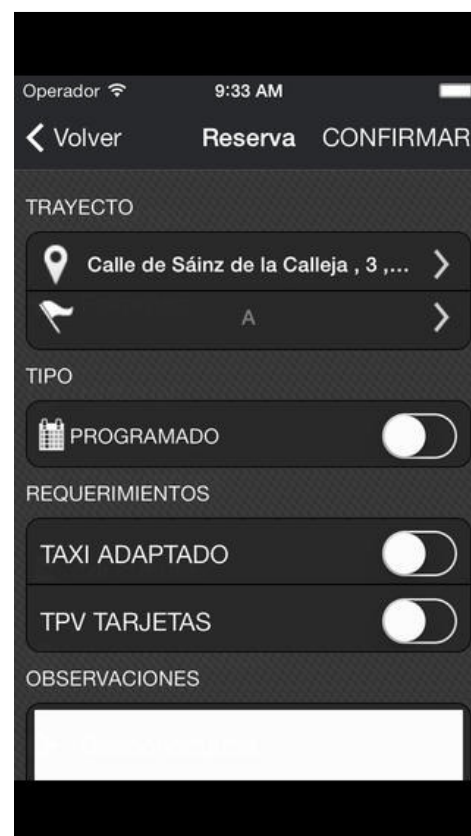 Operador 9:33 AM
Volver Reserva CONFIRMAR
TRAYECTO
Calle de Sáinz de la Calleja , 3 ,...
A
TIPO
PROGRAMADO
REQUERIMIENTOS
TAXI ADAPTADO
TPV TARJETAS
OBSERVACIONES